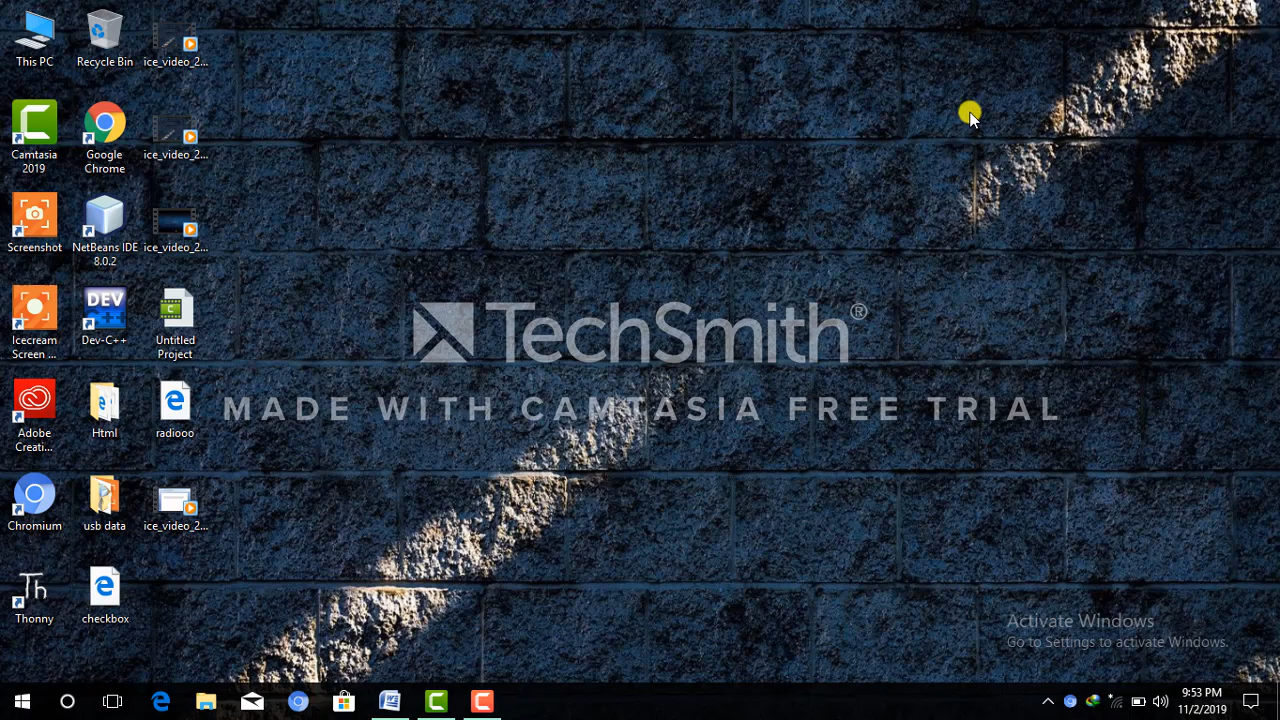 This PC
Recycle Bin
ice_video_2...
Camtasia
2019
Google
Chrome
ice_video_2...
Screenshot
NetBeans IDE
8.0.2
ice_video_2...
Icecream
Screen ...
DEV
Dev-C++
Untitled
Project
TechSmith®
MADE WITH CAMTASIA FREE TRIAL
Adobe
Creati...
Html
radiooo
Chromium
usb data
ice_video_2...
Th
Thonny
checkbox
Activate Windows
Go to Settings to activate Windows.
9:53 PM
11/2/2019